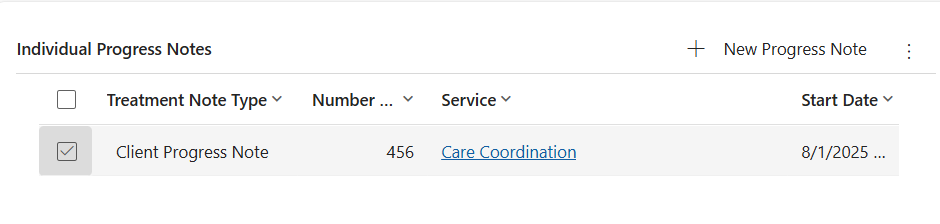 Individual Progress Notes + New Progress Note
Treatment Note Type Number ... Service Start Date
Client Progress Note 456 Care Coordination 8/1/2025 ...